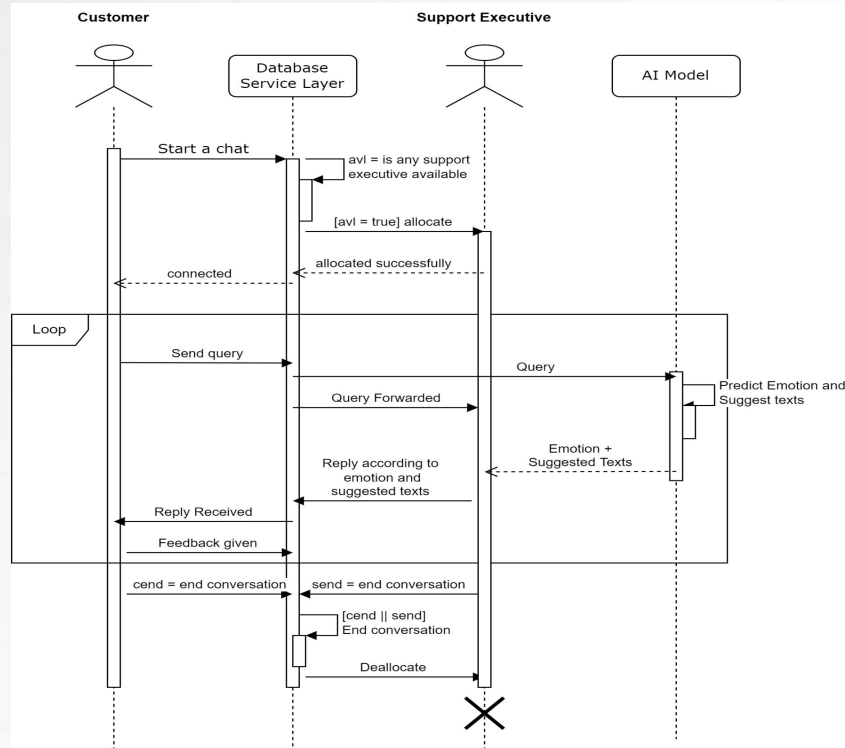 Customer
Support Executive
Database
Service Layer
AI Model
Start a chat
avl = is any support
executive available
[avl = true] allocate
allocated successfully
connected
Loop
Send query
Query
Predict Emotion and
Suggest texts
Query Forwarded
Emotion +
Suggested Texts
Reply according to
emotion and
suggested texts
Reply Received
Feedback given
cend = end conversation
send = end conversation
[cend || send]
End conversation
Deallocate